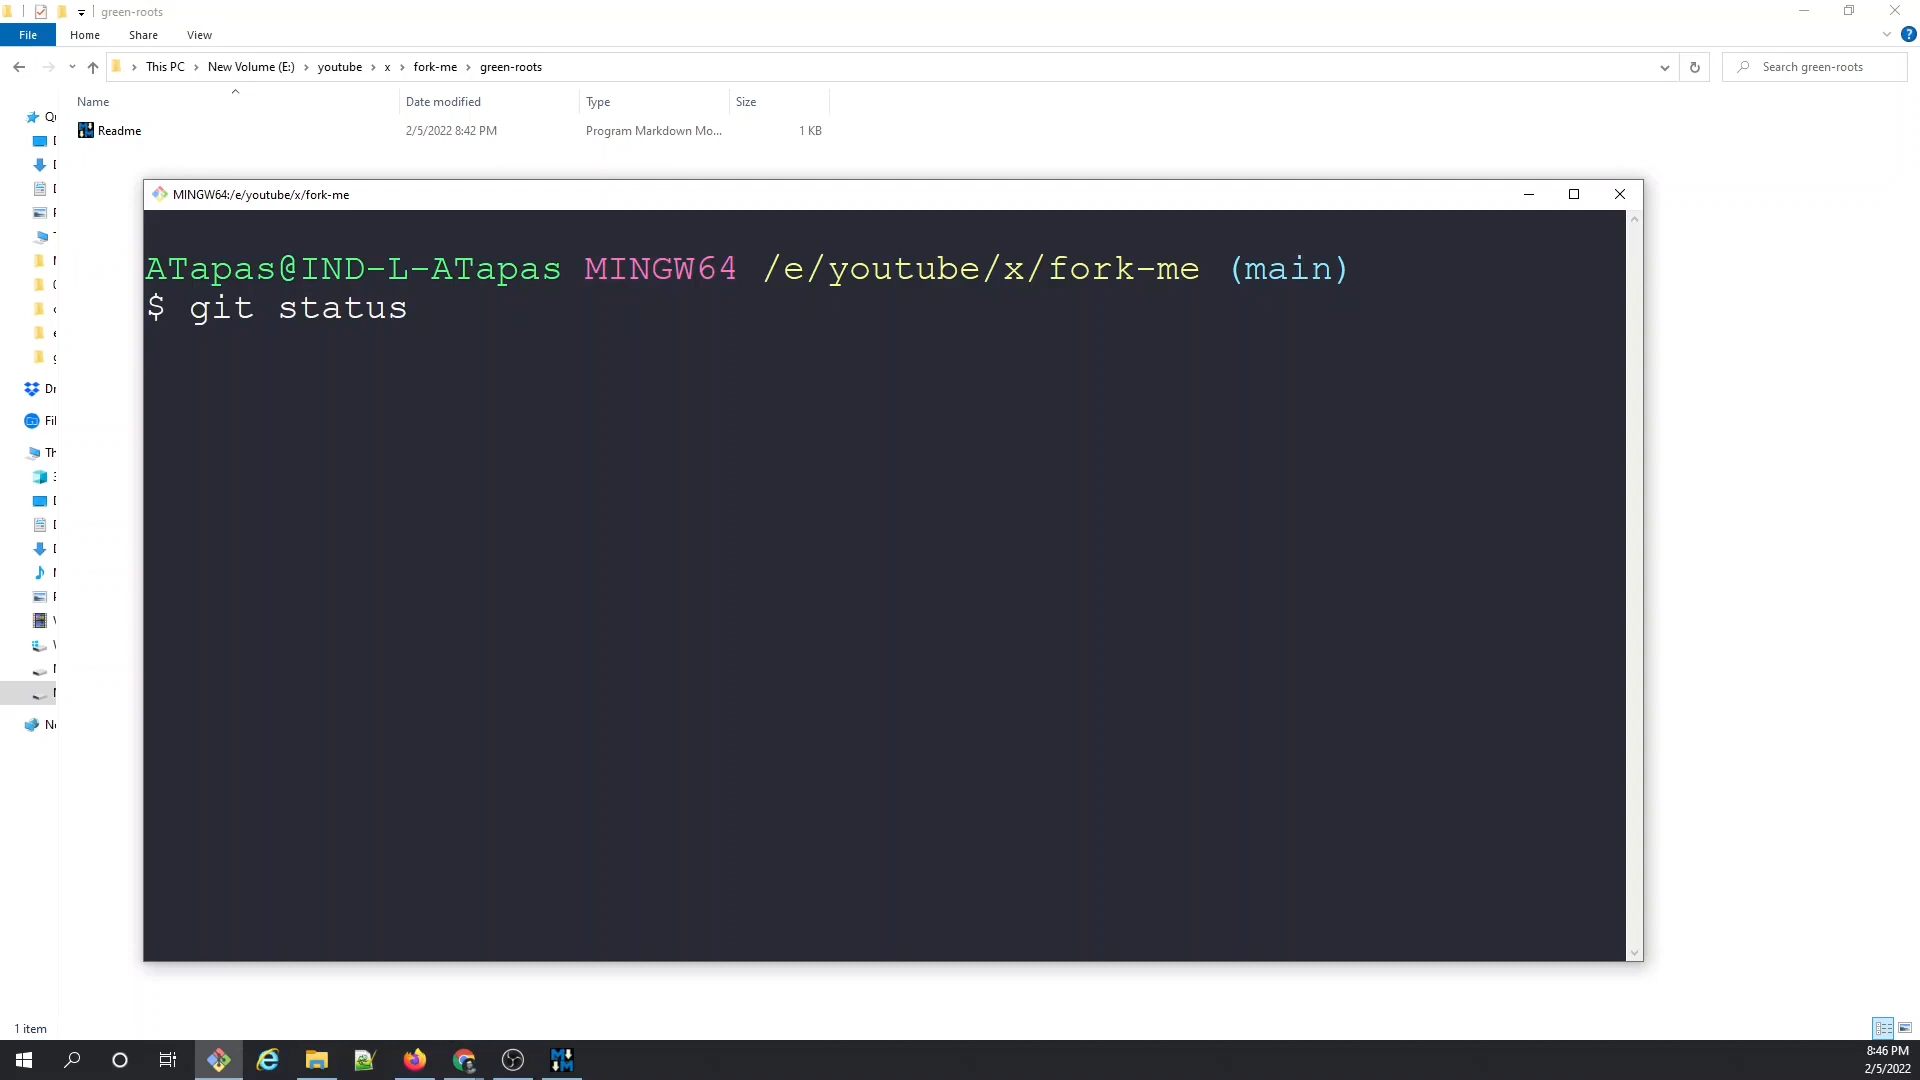 green-roots
File Home Share View
This PC New Volume (E:) youtube x fork-me green-roots
Search green-roots
Name Date modified Type Size
Readme 2/5/2022 8:42 PM Program Markdown Mo... 1 KB
MINGW64:/e/youtube/x/fork-me
ATapas@IND-L-ATapas MINGW64 /e/youtube/x/fork-me (main)
$ git status
1 item
8:46 PM
2/5/2022